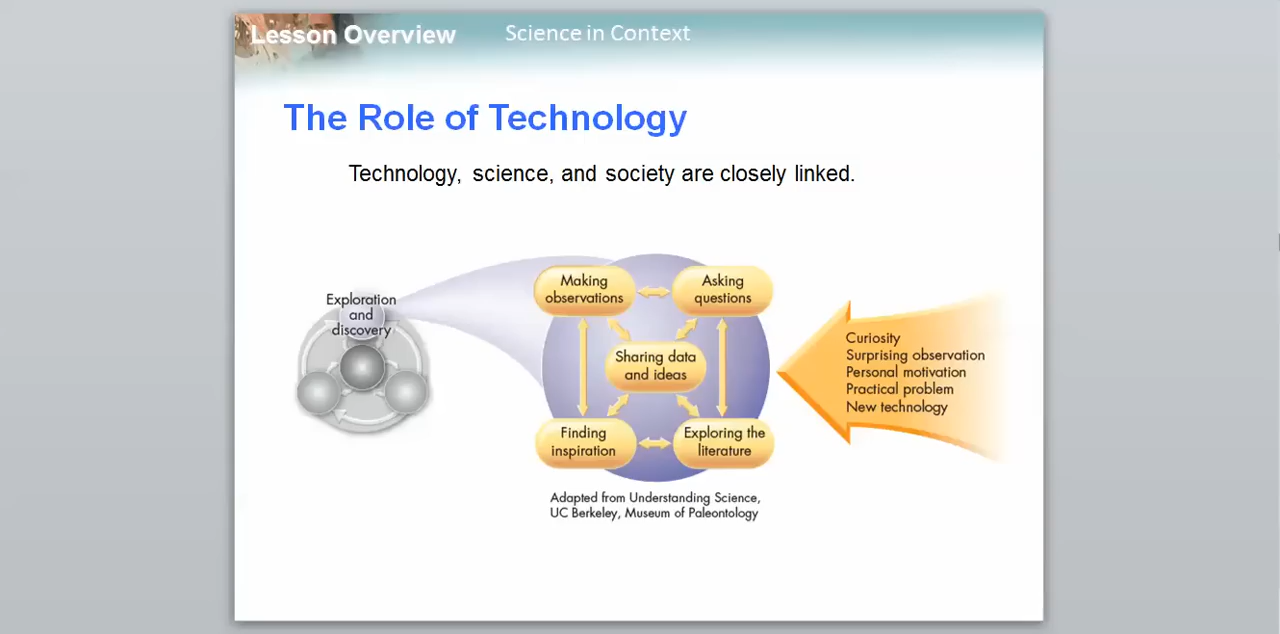 Lesson Overview Science in Context
The Role of Technology
Technology, science, and society are closely linked.
Exploration
and
discovery
Making
observations
Asking
questions
Sharing data
and ideas
Finding
inspiration
Exploring the
literature
Curiosity
Surprising observation
Personal motivation
Practical problem
New technology
Adapted from Understanding Science,
UC Berkeley, Museum of Paleontology